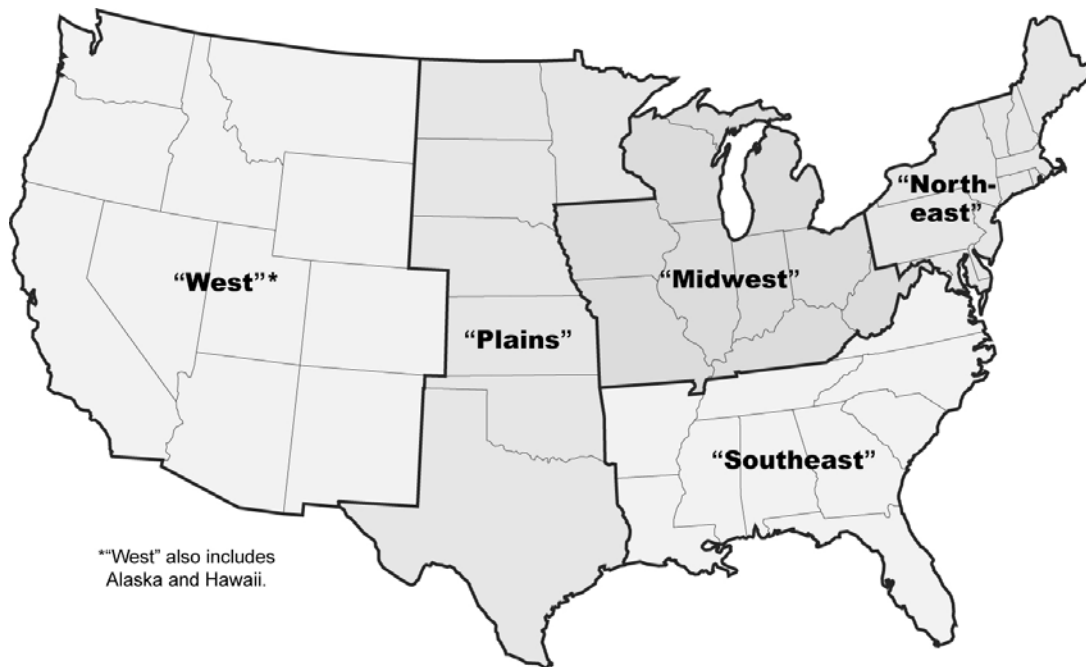 “North-
east”
“West”*
“Midwest”
“Plains”
“Southeast”
*“West” also includes
Alaska and Hawaii.